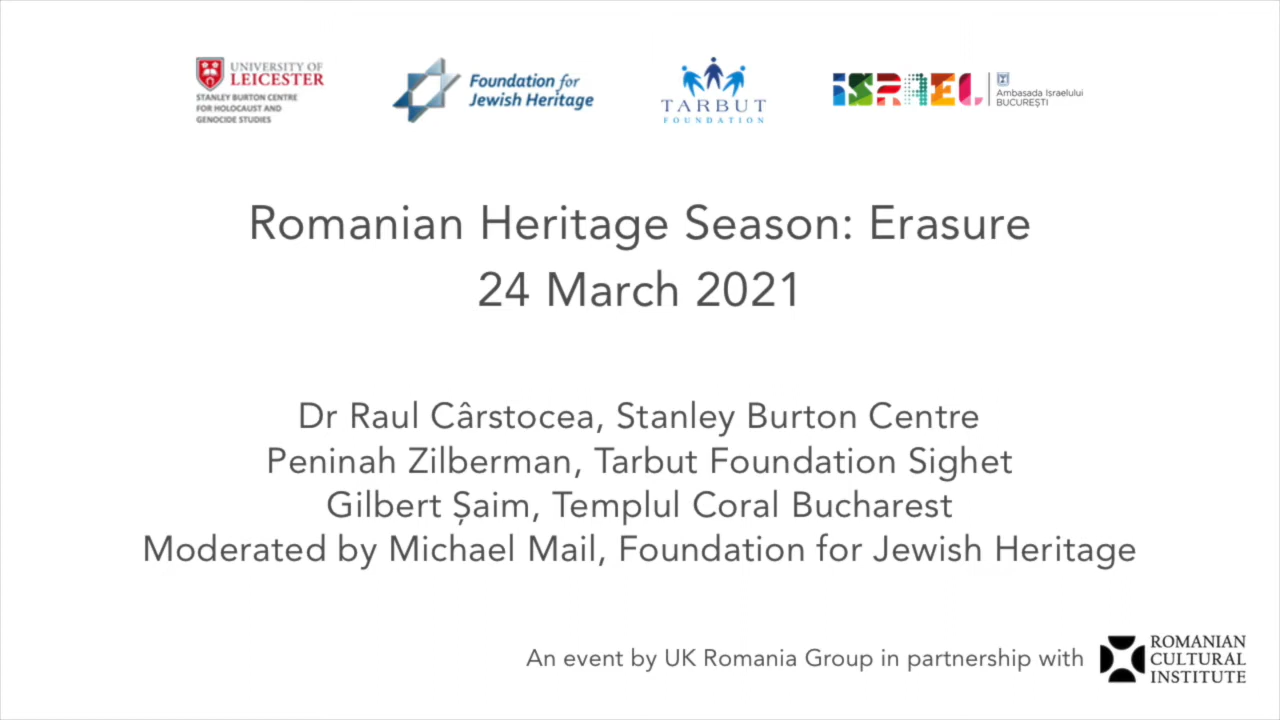 UNIVERSITY OF
LEICESTER
STANLEY BURTON CENTRE
FOR HOLOCAUST AND
GENOCIDE STUDIES
Foundation for
Jewish Heritage
TARBUT
FOUNDATION
ISRAEL
Ambasada Israelului
BUCUREȘTI
Romanian Heritage Season: Erasure
24 March 2021
Dr Raul Cârstocea, Stanley Burton Centre
Peninah Zilberman, Tarbut Foundation Sighet
Gilbert Șaim, Templul Coral Bucharest
Moderated by Michael Mail, Foundation for Jewish Heritage
An event by UK Romania Group in partnership with
ROMANIAN
CULTURAL
INSTITUTE